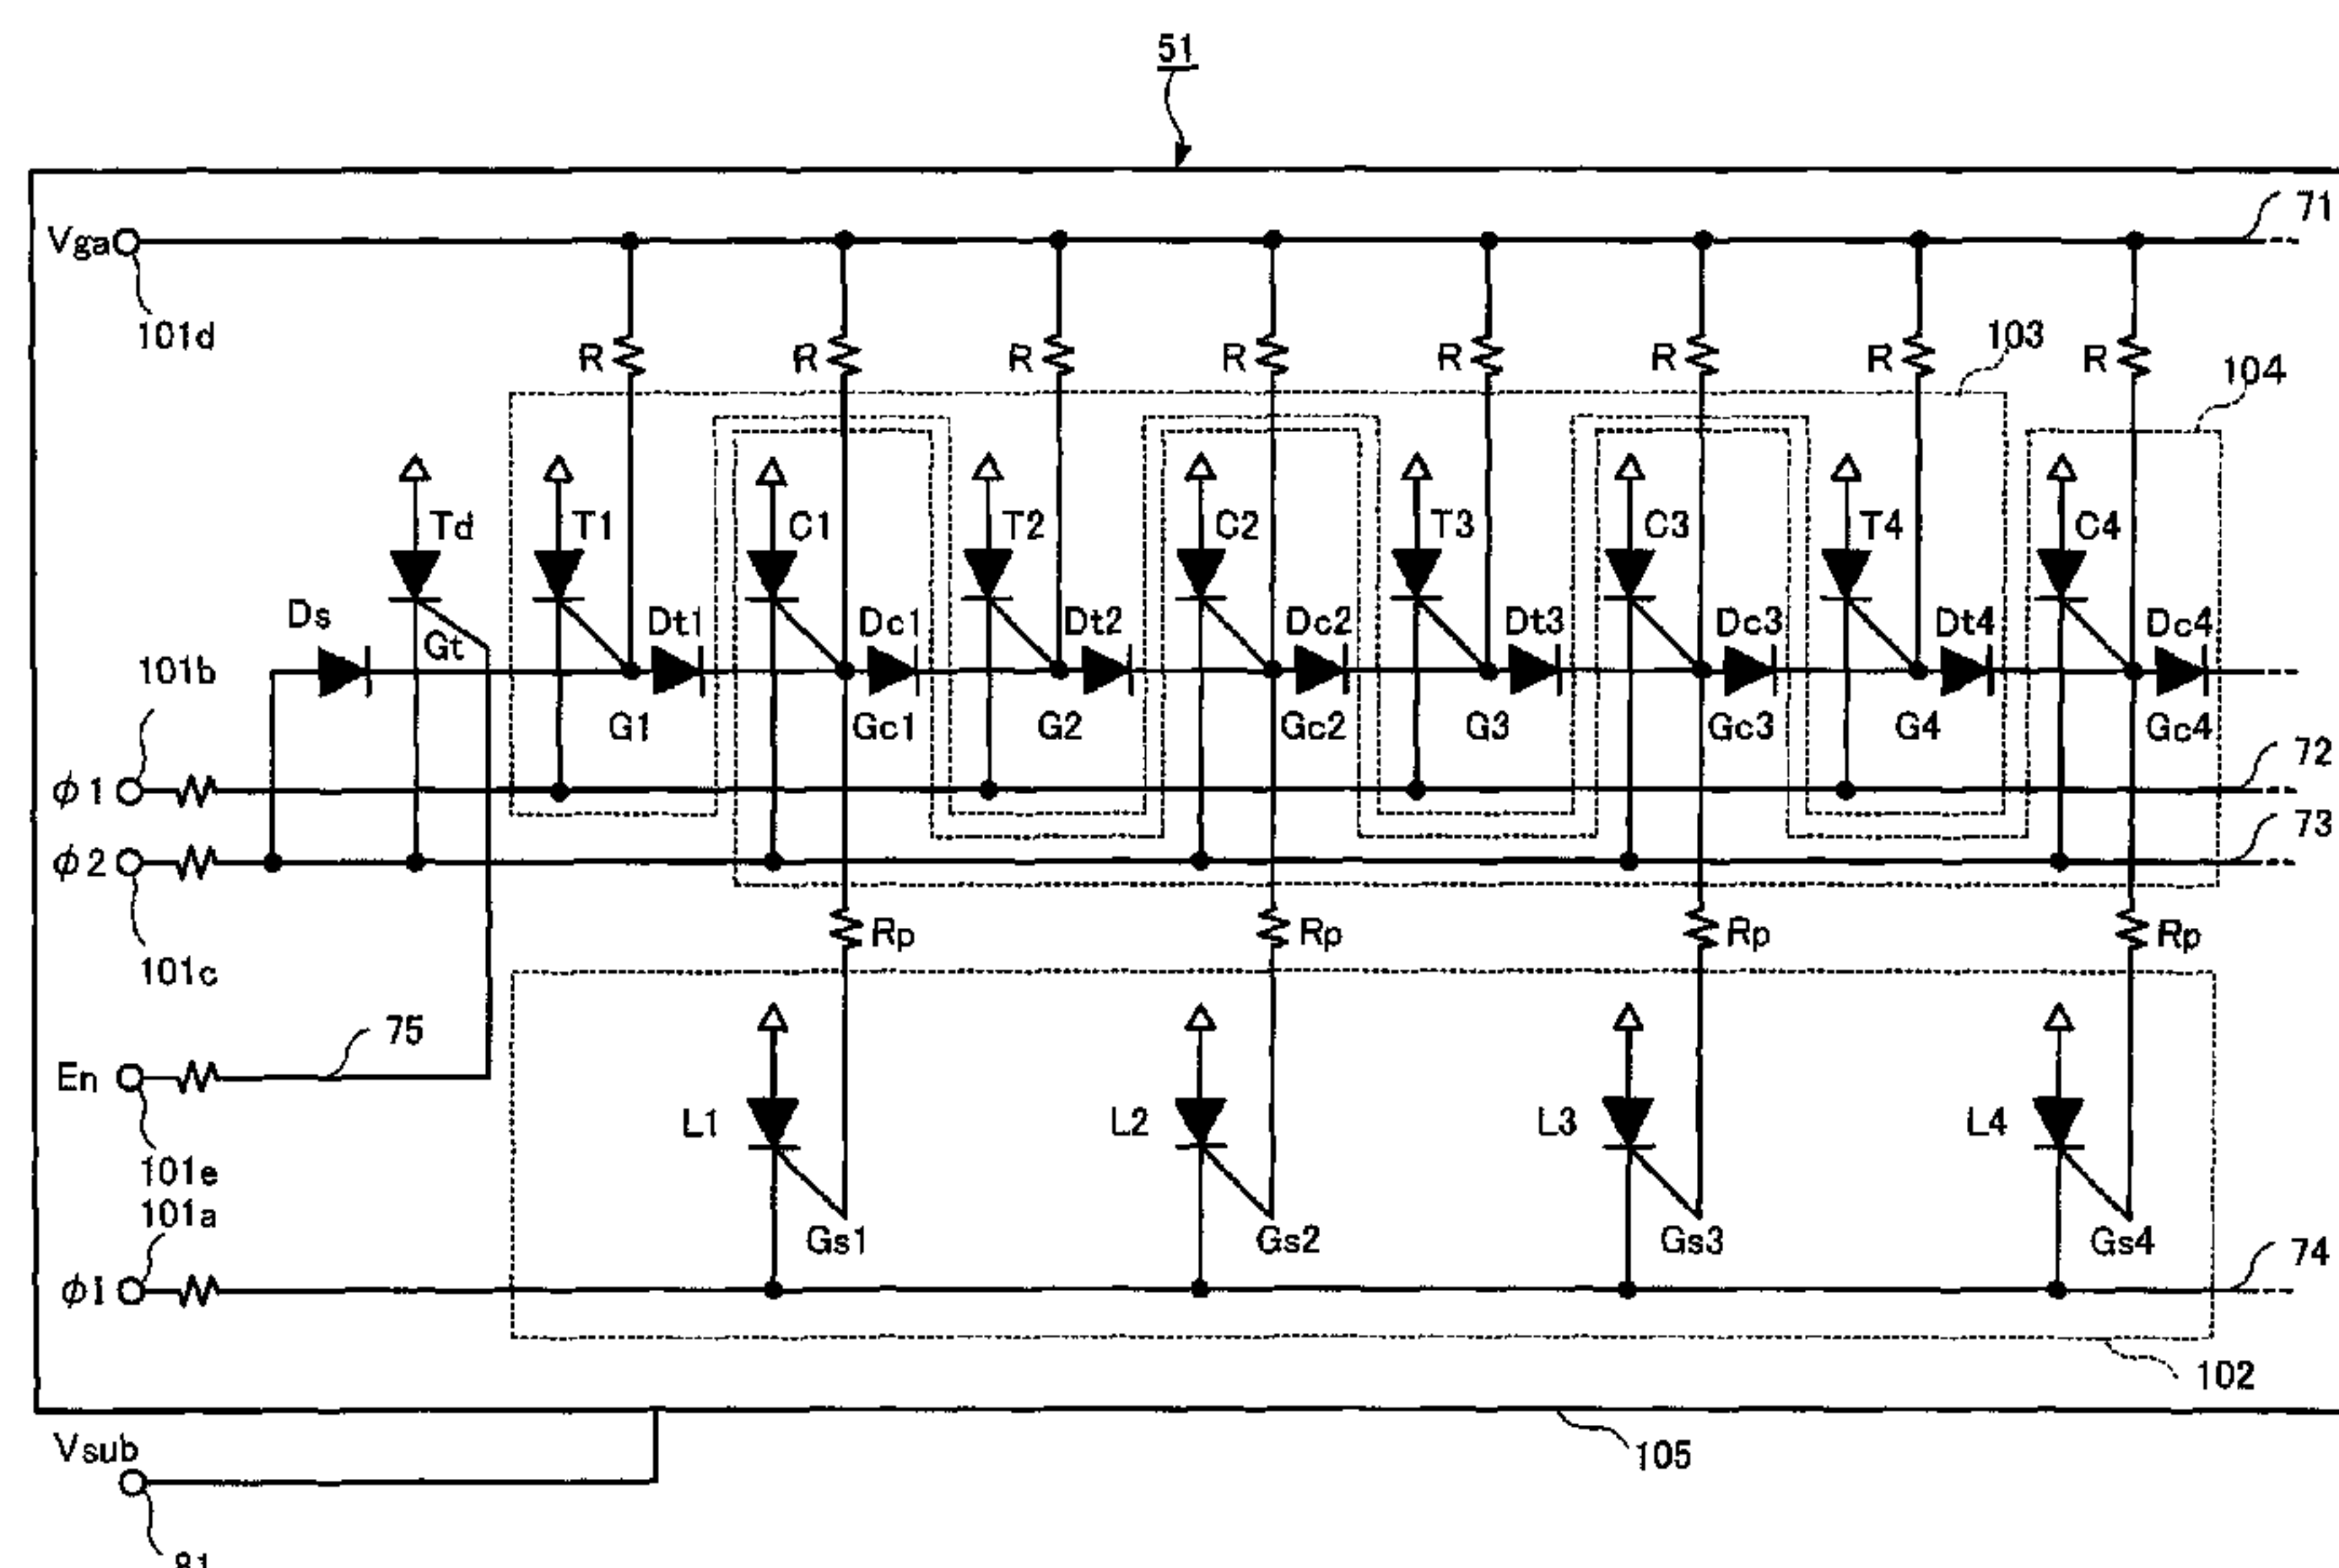 51
71
Vga
101d
R R R R R R R R
103
104
Td T1 C1 T2 C2 T3 C3 T4 C4
Ds Gt Dt1 Dc1 Dt2 Dc2 Dt3 Dc3 Dt4 Dc4
101b
G1 Gc1 G2 Gc2 G3 Gc3 G4 Gc4
72
ϕ1
73
ϕ2
101c
Rp Rp Rp Rp
75
En
101e
L1 L2 L3 L4
101a
Gs1 Gs2 Gs3 Gs4
74
ϕI
102
Vsub
105
81